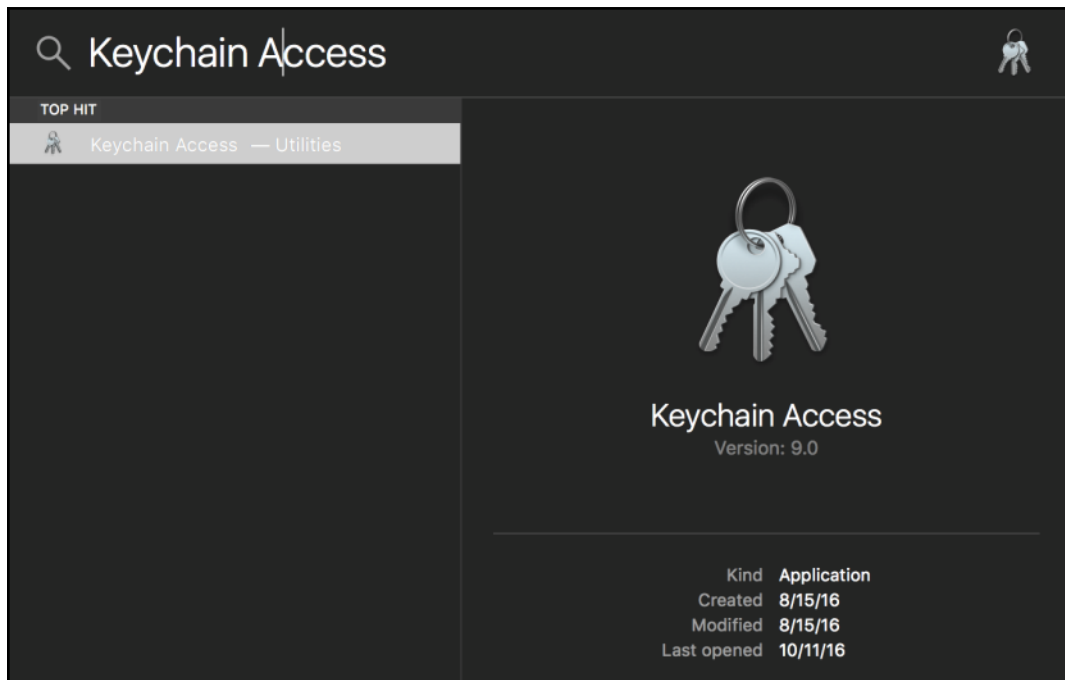 Keychain Access
TOP HIT
Keychain Access — Utilities
Keychain Access
Version: 9.0
Kind Application
Created 8/15/16
Modified 8/15/16
Last opened 10/11/16